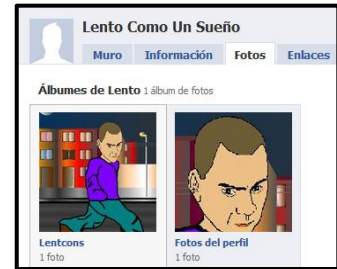 Lento Como Un Sueño
Muro Información Fotos Enlaces
Álbumes de Lento 1 álbum de fotos
Lentcons Fotos del perfil
1 foto 1 foto